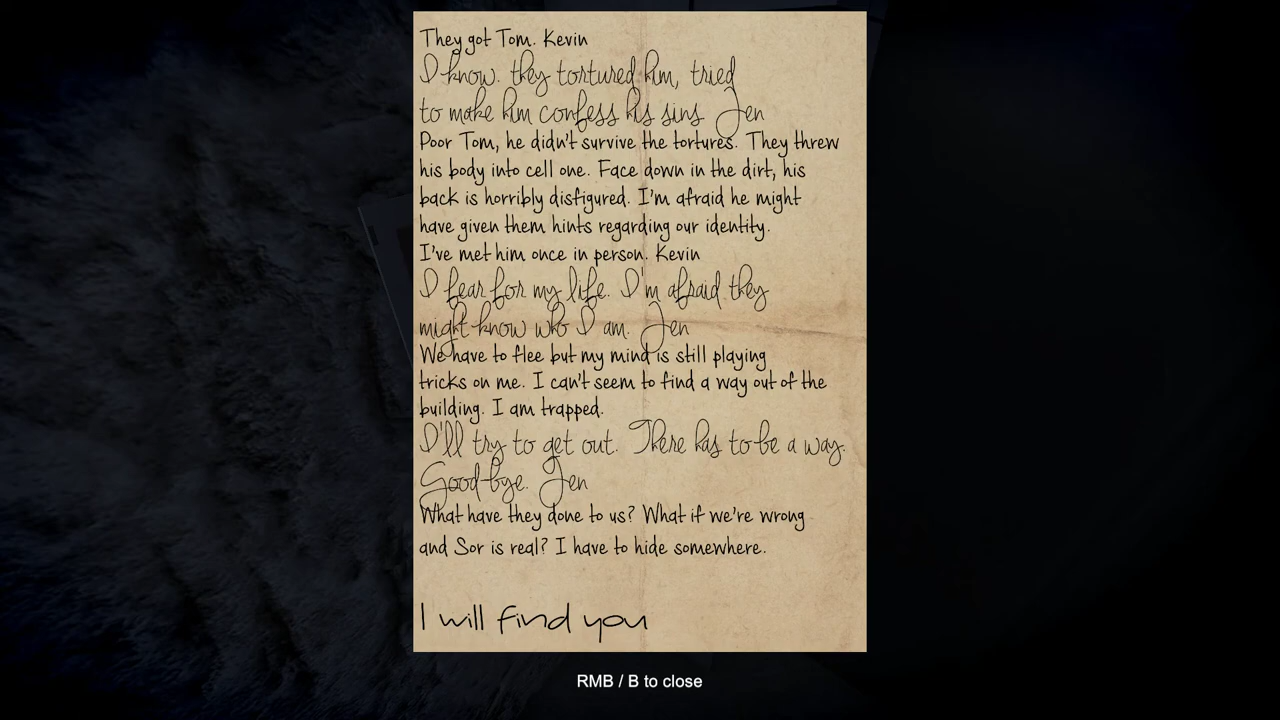 They got Tom. Kevin
I know. they tortured him, tried
to make him confess his sins Jen
Poor Tom, he didn't survive the tortures. They threw
his body into cell one. Face down in the dirt, his
back is horribly disfigured. I'm afraid he might
have given them hints regarding our identity.
I've met him once in person. Kevin
I fear for my life. I'm afraid they
might know who I am. Jen
We have to flee but my mind is still playing
tricks on me. I can't seem to find a way out of the
building. I am trapped.
I'll try to get out. There has to be a way.
Good-bye. Jen
What have they done to us? What if we're wrong
and Sor is real? I have to hide somewhere.
I will find you
RMB / B to close